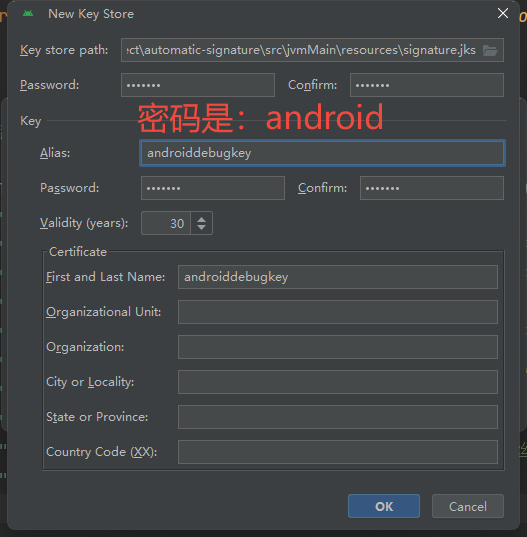 New Key Store
Key store path: ct\automatic-signature\src\jvmMain\resources\signature.jks
Password: ••••••• Confirm: •••••••
密码是：android
Key
Alias: androiddebugkey
Password: ••••••• Confirm: •••••••
Validity (years): 30
Certificate
First and Last Name: androiddebugkey
Organizational Unit:
Organization:
City or Locality:
State or Province:
Country Code (XX):
OK Cancel